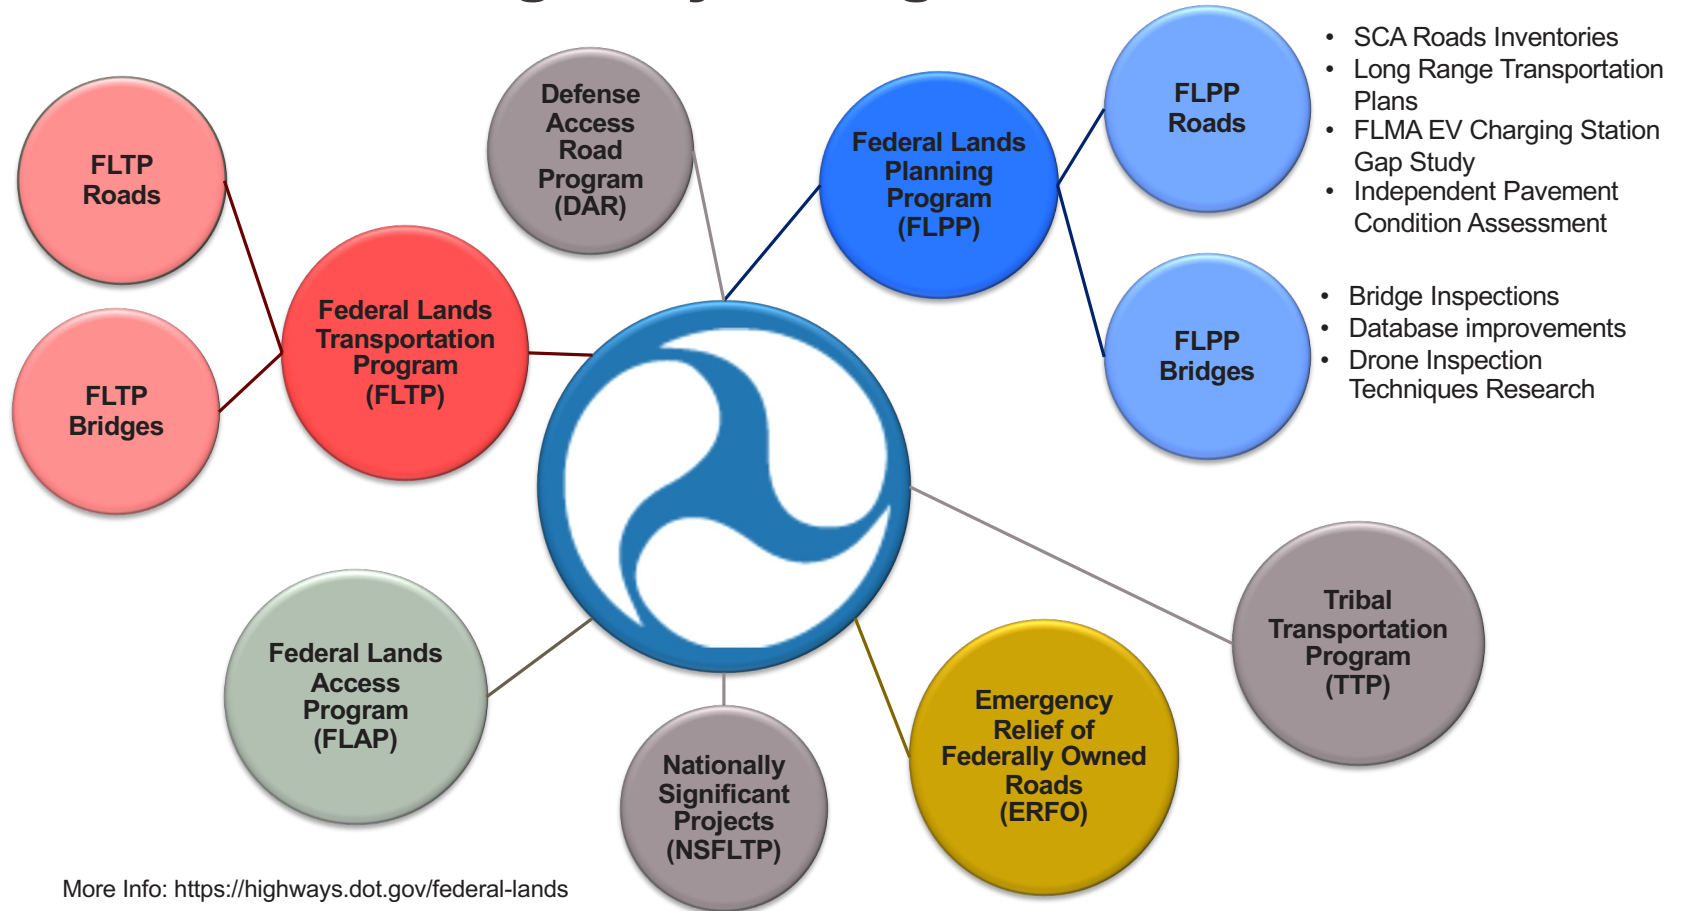 FLTP
Roads
FLTP
Bridges
Federal Lands
Transportation
Program
(FLTP)
Defense
Access
Road
Program
(DAR)
Federal Lands
Planning
Program
(FLPP)
FLPP
Roads
• SCA Roads Inventories
• Long Range Transportation
Plans
• FLMA EV Charging Station
Gap Study
• Independent Pavement
Condition Assessment
FLPP
Bridges
• Bridge Inspections
• Database improvements
• Drone Inspection
Techniques Research
Tribal
Transportation
Program
(TTP)
Emergency
Relief of
Federally Owned
Roads
(ERFO)
Nationally
Significant
Projects
(NSFLTP)
Federal Lands
Access
Program
(FLAP)
More Info: https://highways.dot.gov/federal-lands